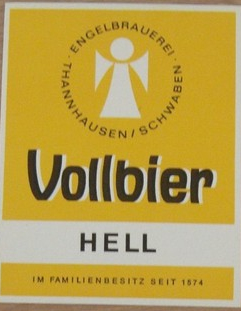 · ENGELBRAUEREI ·
THANNHAUSEN / SCHWABEN
Vollbier
HELL
IM FAMILIENBESITZ SEIT 1574